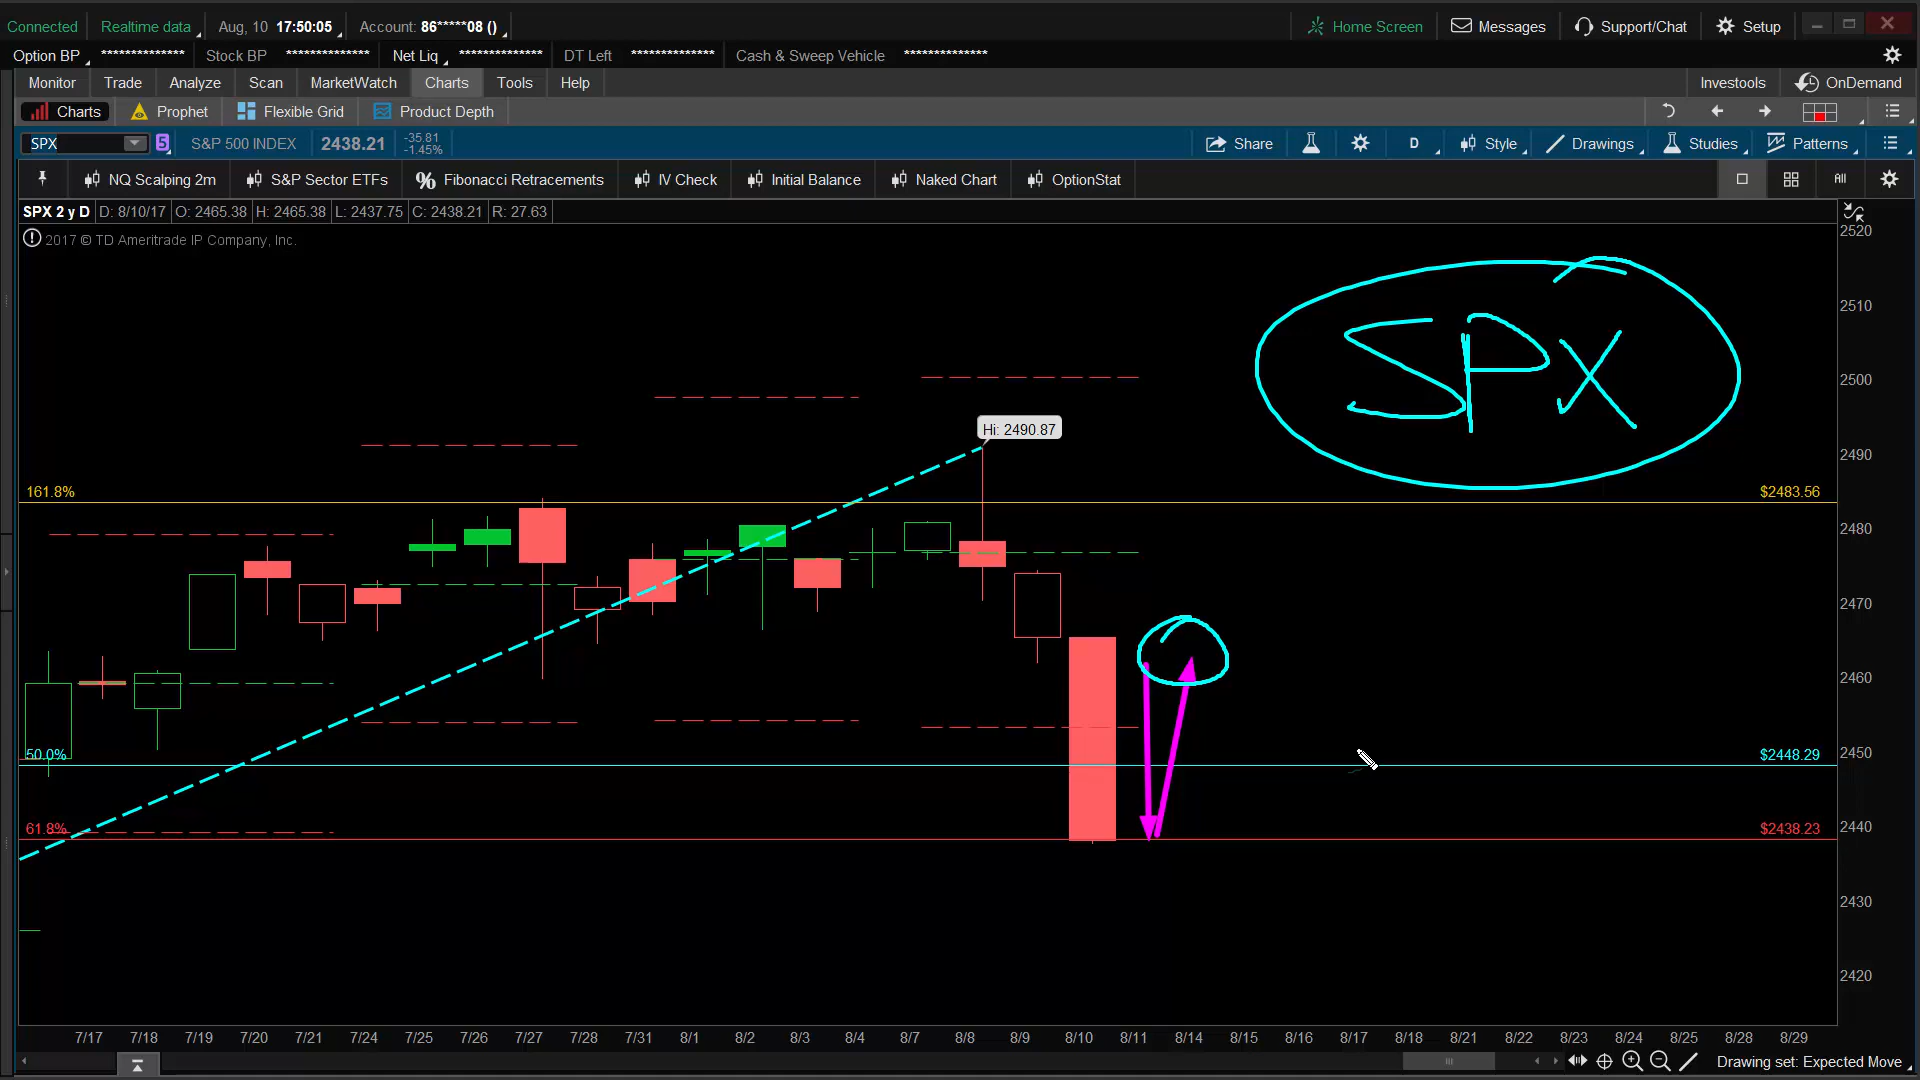 Connected Realtime data Aug, 10 17:50:05 Account: 86*****08 () Home Screen Messages Support/Chat Setup
Option BP ************** Stock BP ************** Net Liq ************** DT Left ************** Cash & Sweep Vehicle **************
Monitor Trade Analyze Scan MarketWatch Charts Tools Help Investools OnDemand
Charts Prophet Flexible Grid Product Depth
SPX 5 S&P 500 INDEX 2438.21 -35.81 Share D Style Drawings Studies Patterns
-1.45%
NQ Scalping 2m S&P Sector ETFs % Fibonacci Retracements IV Check Initial Balance Naked Chart OptionStat All
SPX 2 y D D: 8/10/17 O: 2465.38 H: 2465.38 L: 2437.75 C: 2438.21 R: 27.63
2017 © TD Ameritrade IP Company, Inc.
2520
2510
SPX
2500
Hi: 2490.87
2490
161.8% $2483.56
2480
2470
2460
50.0% $2448.29
2450
61.8% $2438.23
2440
2430
2420
7/17 7/18 7/19 7/20 7/21 7/24 7/25 7/26 7/27 7/28 7/31 8/1 8/2 8/3 8/4 8/7 8/8 8/9 8/10 8/11 8/14 8/15 8/16 8/17 8/18 8/21 8/22 8/23 8/24 8/25 8/28 8/29
Drawing set: Expected Move